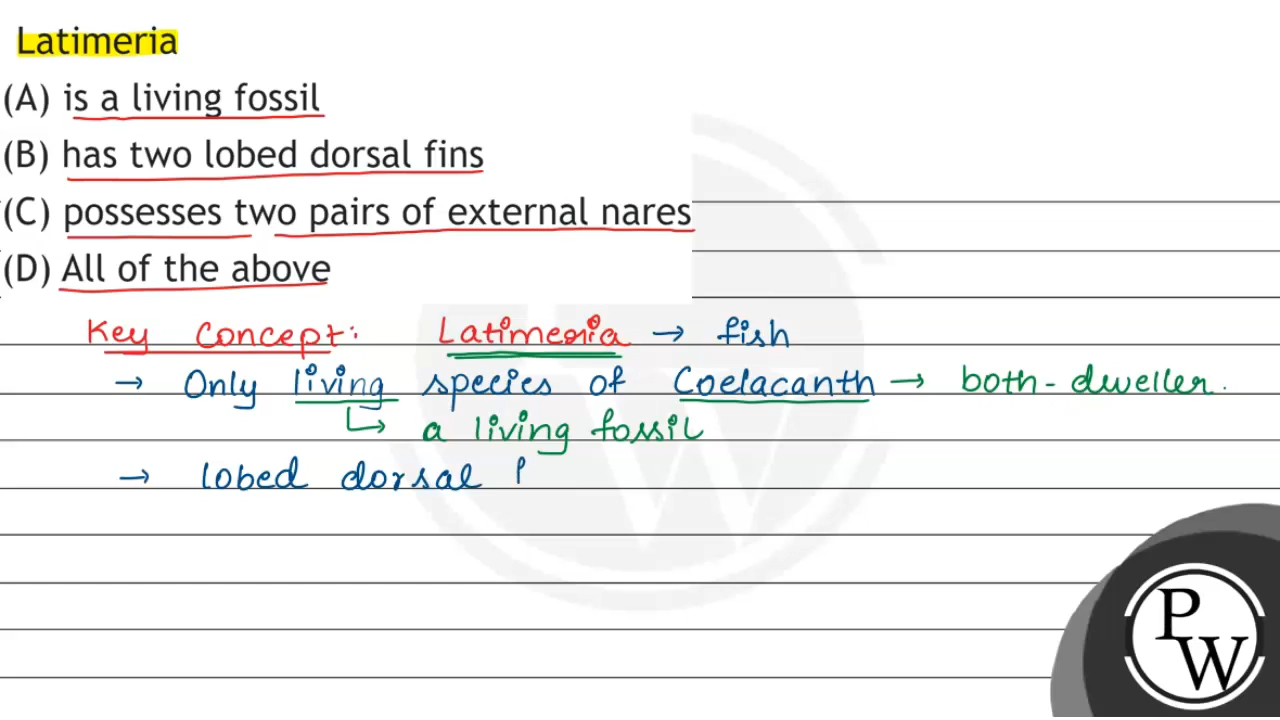 Latimeria
(A) is a living fossil
(B) has two lobed dorsal fins
(C) possesses two pairs of external nares
(D) All of the above
Key Concept: Latimeria → fish
→ Only living species of Coelacanth → both-dweller.
↳ a living fossil
→ lobed dorsal
P
W